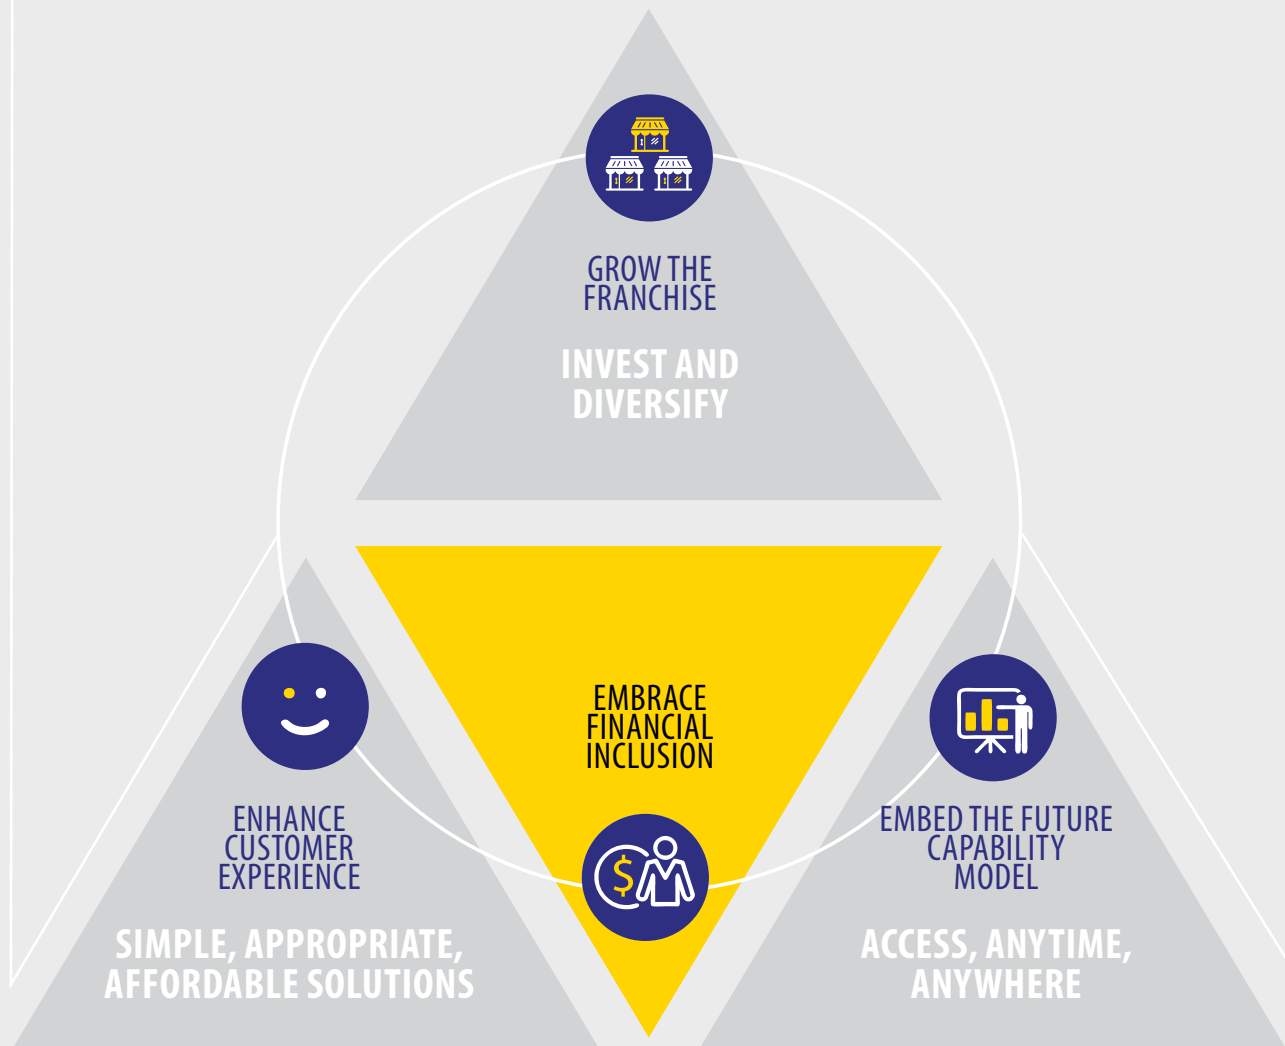 GROW THE
FRANCHISE
INVEST AND
DIVERSIFY
EMBRACE
FINANCIAL
INCLUSION
$
ENHANCE
CUSTOMER
EXPERIENCE
SIMPLE, APPROPRIATE,
AFFORDABLE SOLUTIONS
EMBED THE FUTURE
CAPABILITY
MODEL
ACCESS, ANYTIME,
ANYWHERE